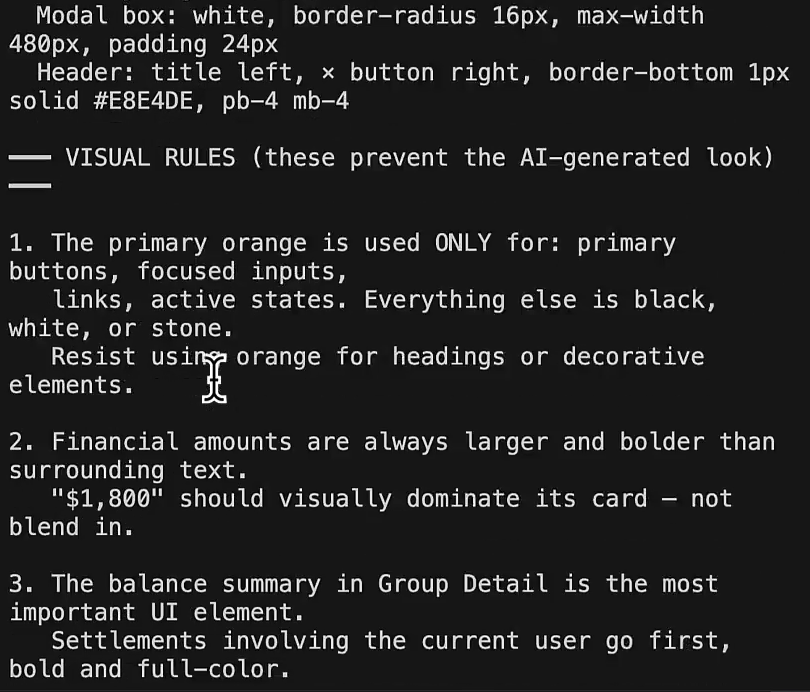 Modal box: white, border-radius 16px, max-width
480px, padding 24px
Header: title left, × button right, border-bottom 1px
solid #E8E4DE, pb-4 mb-4
━━━ VISUAL RULES (these prevent the AI-generated look)
━━━
1. The primary orange is used ONLY for: primary
buttons, focused inputs,
links, active states. Everything else is black,
white, or stone.
Resist using orange for headings or decorative
elements.
2. Financial amounts are always larger and bolder than
surrounding text.
"$1,800" should visually dominate its card — not
blend in.
3. The balance summary in Group Detail is the most
important UI element.
Settlements involving the current user go first,
bold and full-color.